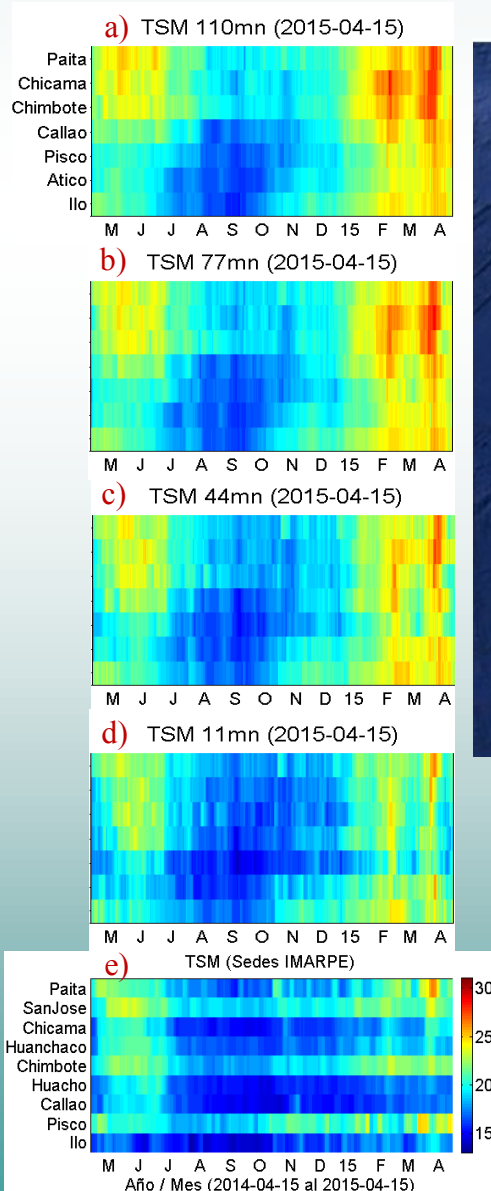 a) TSM 110mn (2015-04-15)
Paita
Chicama
Chimbote
Callao
Pisco
Atico
Ilo
M J J A S O N D 15 F M A
b) TSM 77mn (2015-04-15)
M J J A S O N D 15 F M A
c) TSM 44mn (2015-04-15)
M J J A S O N D 15 F M A
d) TSM 11mn (2015-04-15)
M J J A S O N D 15 F M A
e) TSM (Sedes IMARPE)
Paita
SanJose
Chicama
Huanchaco
Chimbote
Huacho
Callao
Pisco
Ilo
30
25
20
15
M J J A S O N D 15 F M A
Año / Mes (2014-04-15 al 2015-04-15)